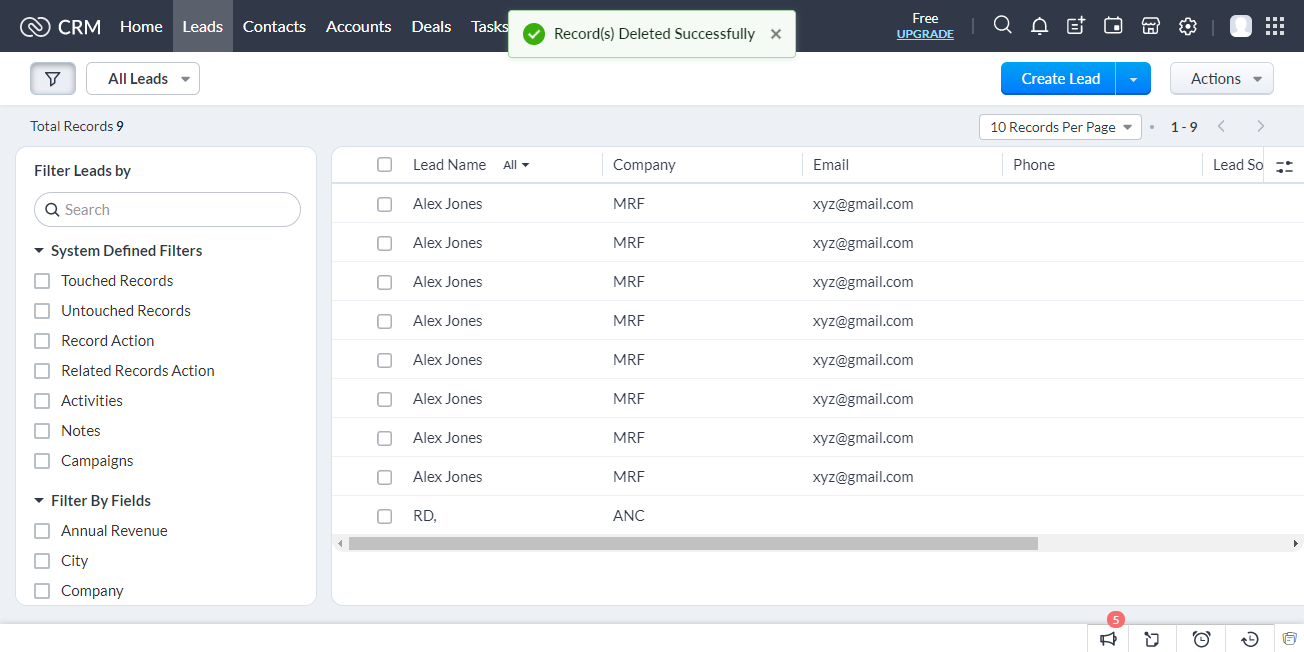 CRM Home Leads Contacts Accounts Deals Tasks
Record(s) Deleted Successfully
Free
UPGRADE
All Leads
Create Lead
Actions
Total Records 9
10 Records Per Page
1 - 9
Filter Leads by
Search
System Defined Filters
Touched Records
Untouched Records
Record Action
Related Records Action
Activities
Notes
Campaigns
Filter By Fields
Annual Revenue
City
Company
Lead Name All Company Email Phone Lead So
Alex Jones MRF xyz@gmail.com
Alex Jones MRF xyz@gmail.com
Alex Jones MRF xyz@gmail.com
Alex Jones MRF xyz@gmail.com
Alex Jones MRF xyz@gmail.com
Alex Jones MRF xyz@gmail.com
Alex Jones MRF xyz@gmail.com
Alex Jones MRF xyz@gmail.com
RD, ANC
5